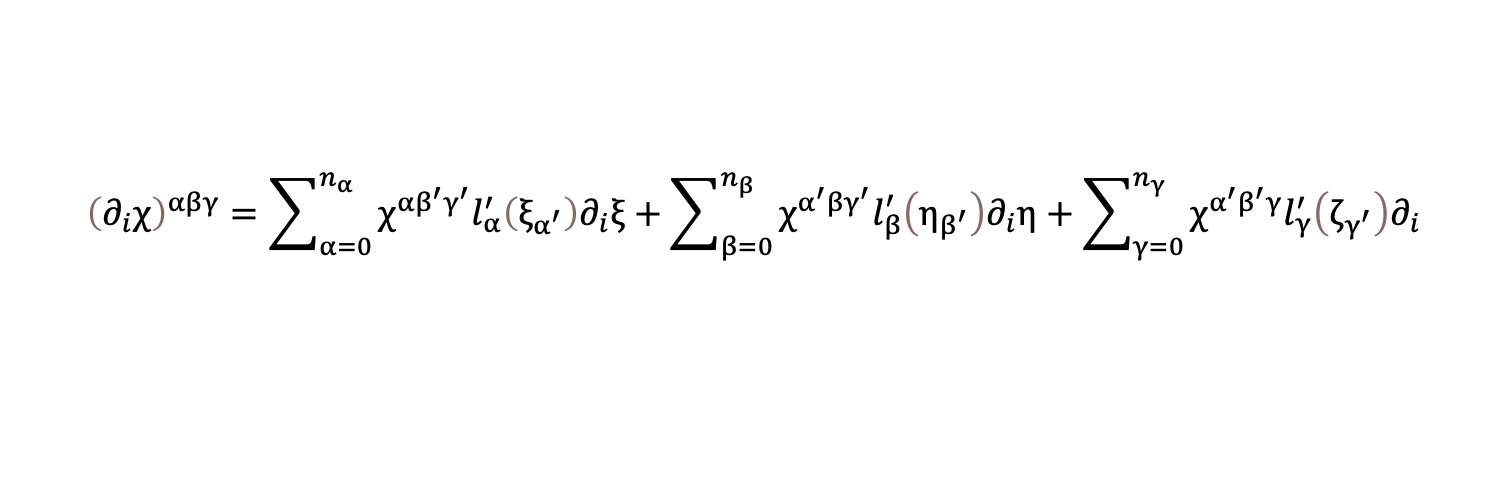 (∂ᵢχ)^{αβγ} = ∑_{α=0}^{n_α} χ^{αβ′γ′} l′_α(ξ_{α′})∂ᵢξ + ∑_{β=0}^{n_β} χ^{α′βγ′} l′_β(η_{β′})∂ᵢη + ∑_{γ=0}^{n_γ} χ^{α′β′γ} l′_γ(ζ_{γ′})∂ᵢ